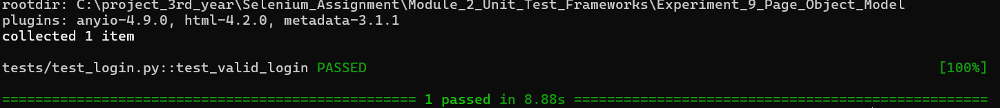 rootdir: C:\project_3rd_year\Selenium_Assignment\Module_2_Unit_Test_Frameworks\Experiment_9_Page_Object_Model
plugins: anyio-4.9.0, html-4.2.0, metadata-3.1.1
collected 1 item
tests/test_login.py::test_valid_login PASSED [100%]
================================================== 1 passed in 8.88s ==================================================